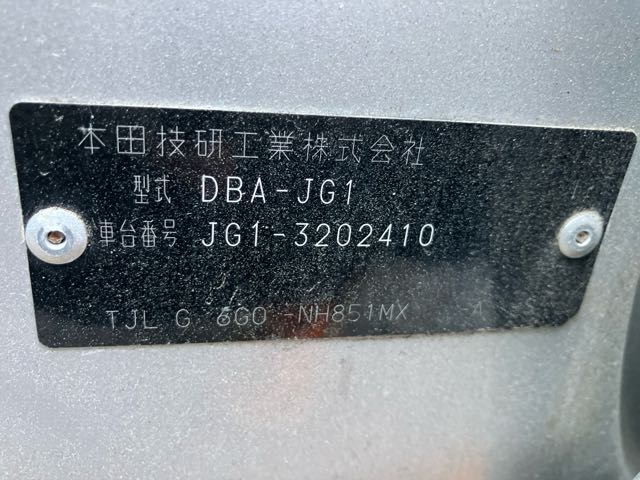 本田技研工業株式会社
型式 DBA-JG1
車台番号 JG1-3202410
TJL G 6G0 -NH851MX -A -S